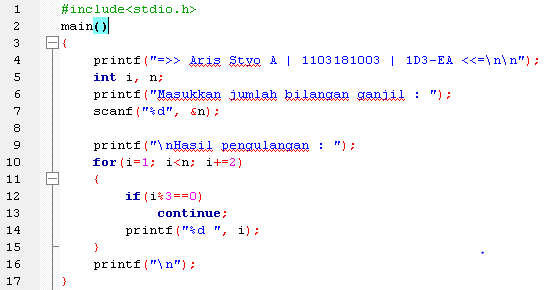 1 #include<stdio.h>
2 main()
3 {
4 printf("=>> Aris Styo A | 1103181003 | 1D3-EA <<=\n\n");
5 int i, n;
6 printf("Masukkan jumlah bilangan ganjil : ");
7 scanf("%d", &n);
8
9 printf("\nHasil pengulangan : ");
10 for(i=1; i<n; i+=2)
11 {
12 if(i%3==0)
13 continue;
14 printf("%d ", i);
15 }
16 printf("\n");
17 }